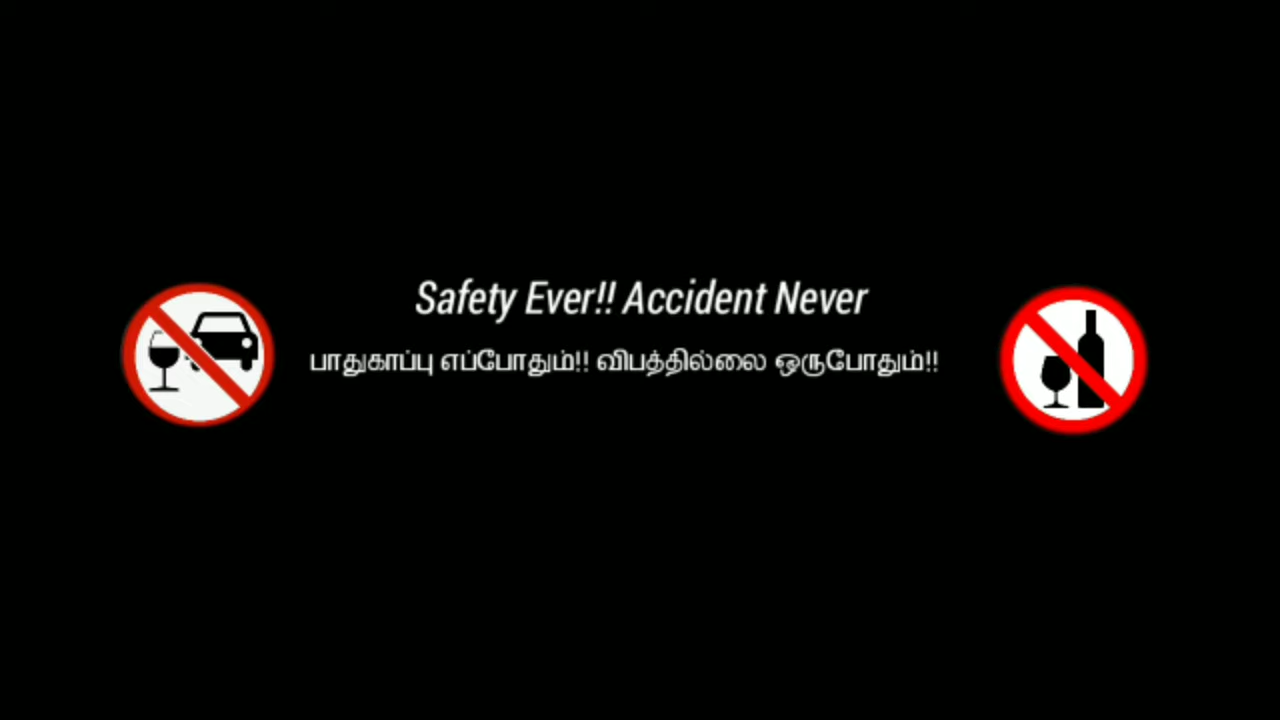 Safety Ever!! Accident Never
பாதுகாப்பு எப்போதும்!! விபத்தில்லை ஒருபோதும்!!